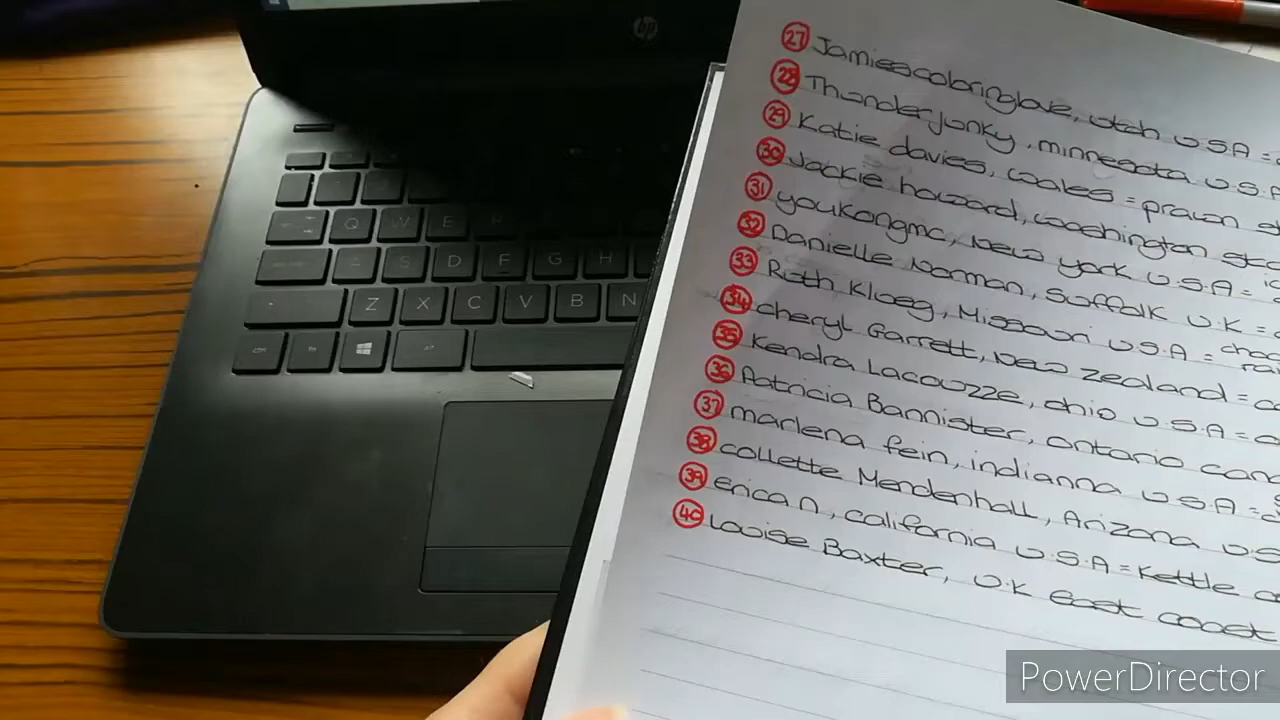 hp
Q W E
D F G H
Z X C V B N
27 Jamiesacoloringlove, utah U.S.A =
28 Thunderjunky, minnesota U.S.A
29 Katie davies, Wales = prawn
30 Jackie howard, washington
31 youkongmc, New york U.S.A =
32 Danielle Norman, Suffolk U.K =
33 Ruth Kloeg, Missouri U.S.A =
34 cheryl Garrett, New zealand =
35 Kendra Lacouzze, ohio U.S.A =
36 Patricia Bannister, ontario
37 marlena fein, indianna U.S.A =
38 collette Mendenhall, Arizona
39 Erica n, california U.S.A = Kettle
40 Louise Baxter, U.K East coast
PowerDirector